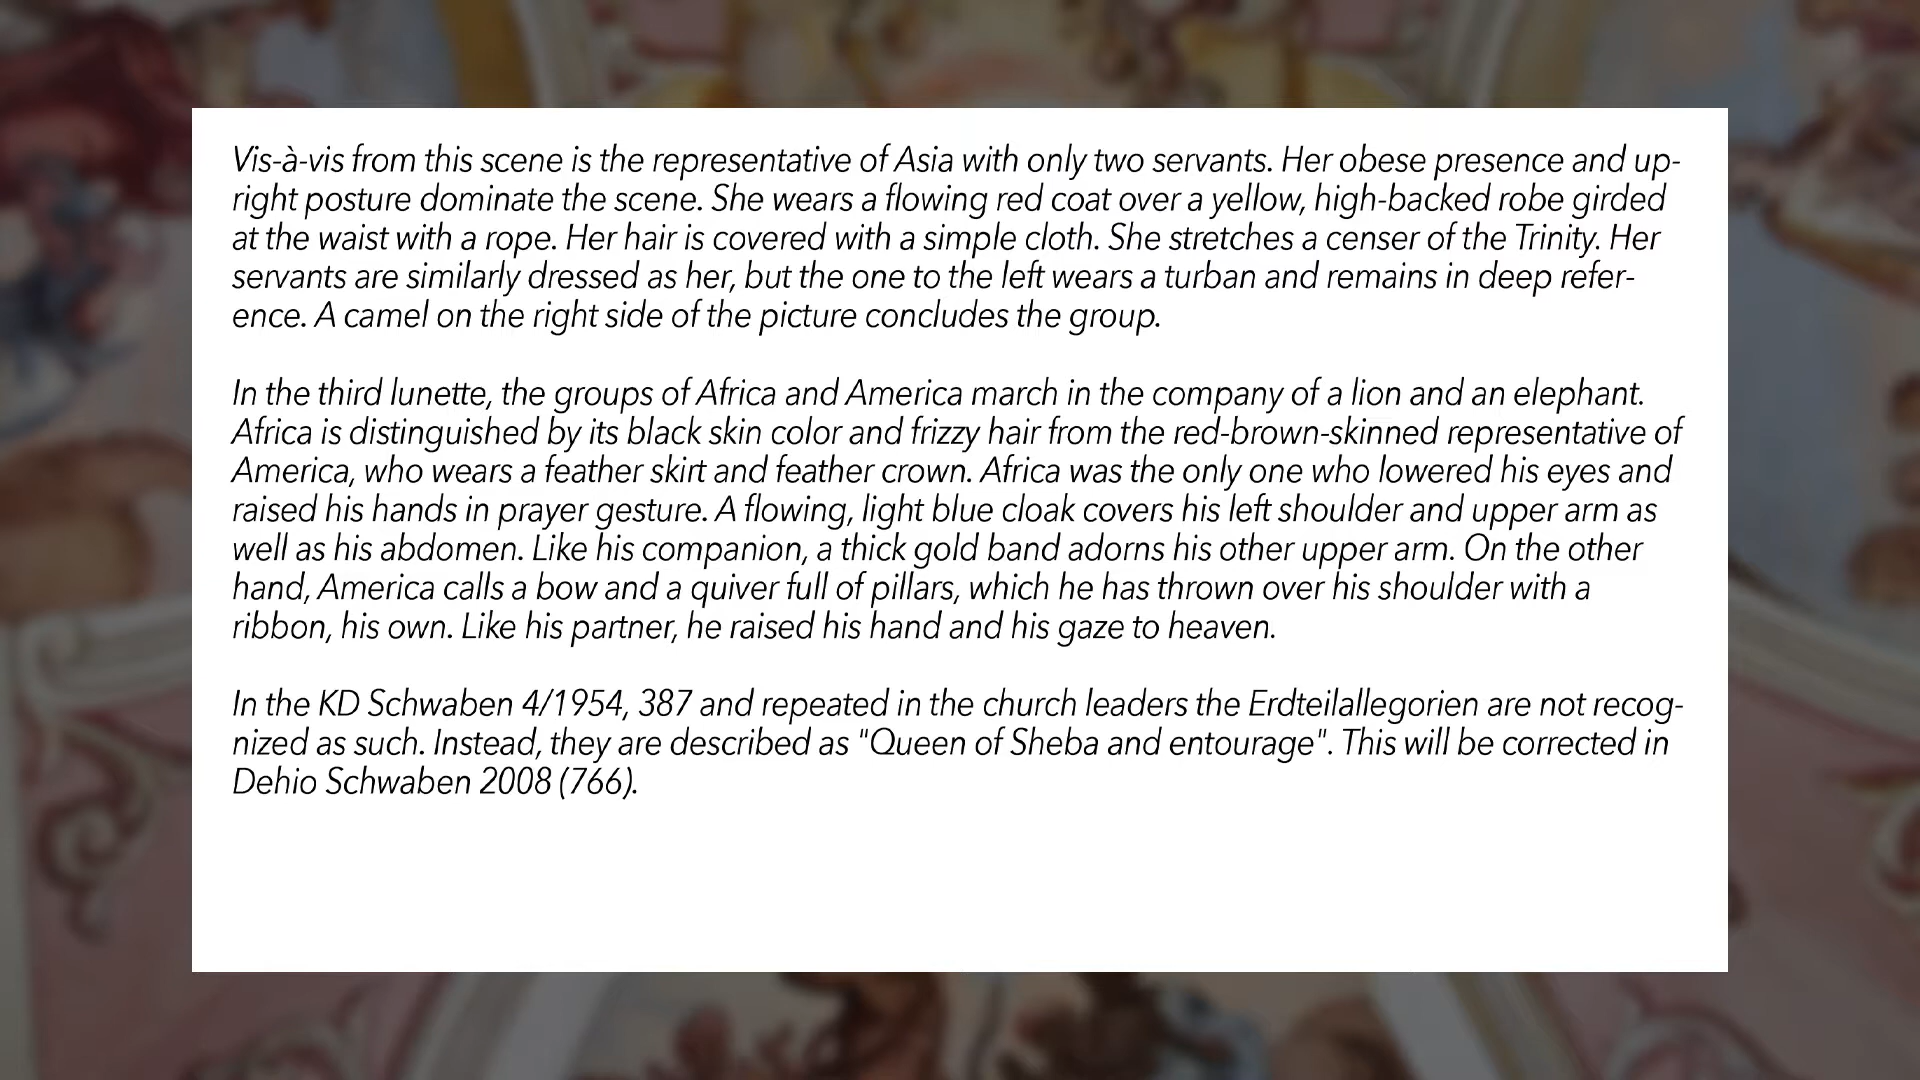 Vis-à-vis from this scene is the representative of Asia with only two servants. Her obese presence and up-
right posture dominate the scene. She wears a flowing red coat over a yellow, high-backed robe girded
at the waist with a rope. Her hair is covered with a simple cloth. She stretches a censer of the Trinity. Her
servants are similarly dressed as her, but the one to the left wears a turban and remains in deep refer-
ence. A camel on the right side of the picture concludes the group.

In the third lunette, the groups of Africa and America march in the company of a lion and an elephant.
Africa is distinguished by its black skin color and frizzy hair from the red-brown-skinned representative of
America, who wears a feather skirt and feather crown. Africa was the only one who lowered his eyes and
raised his hands in prayer gesture. A flowing, light blue cloak covers his left shoulder and upper arm as
well as his abdomen. Like his companion, a thick gold band adorns his other upper arm. On the other
hand, America calls a bow and a quiver full of pillars, which he has thrown over his shoulder with a
ribbon, his own. Like his partner, he raised his hand and his gaze to heaven.

In the KD Schwaben 4/1954, 387 and repeated in the church leaders the Erdteilallegorien are not recog-
nized as such. Instead, they are described as "Queen of Sheba and entourage". This will be corrected in
Dehio Schwaben 2008 (766).